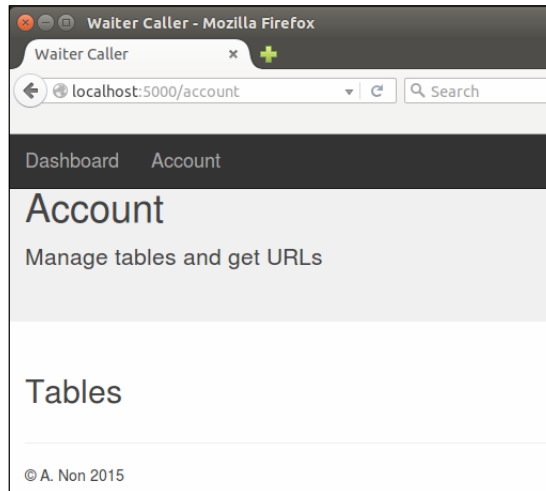 Waiter Caller - Mozilla Firefox
Waiter Caller
localhost:5000/account
Search
Dashboard Account
Account
Manage tables and get URLs
Tables
© A. Non 2015